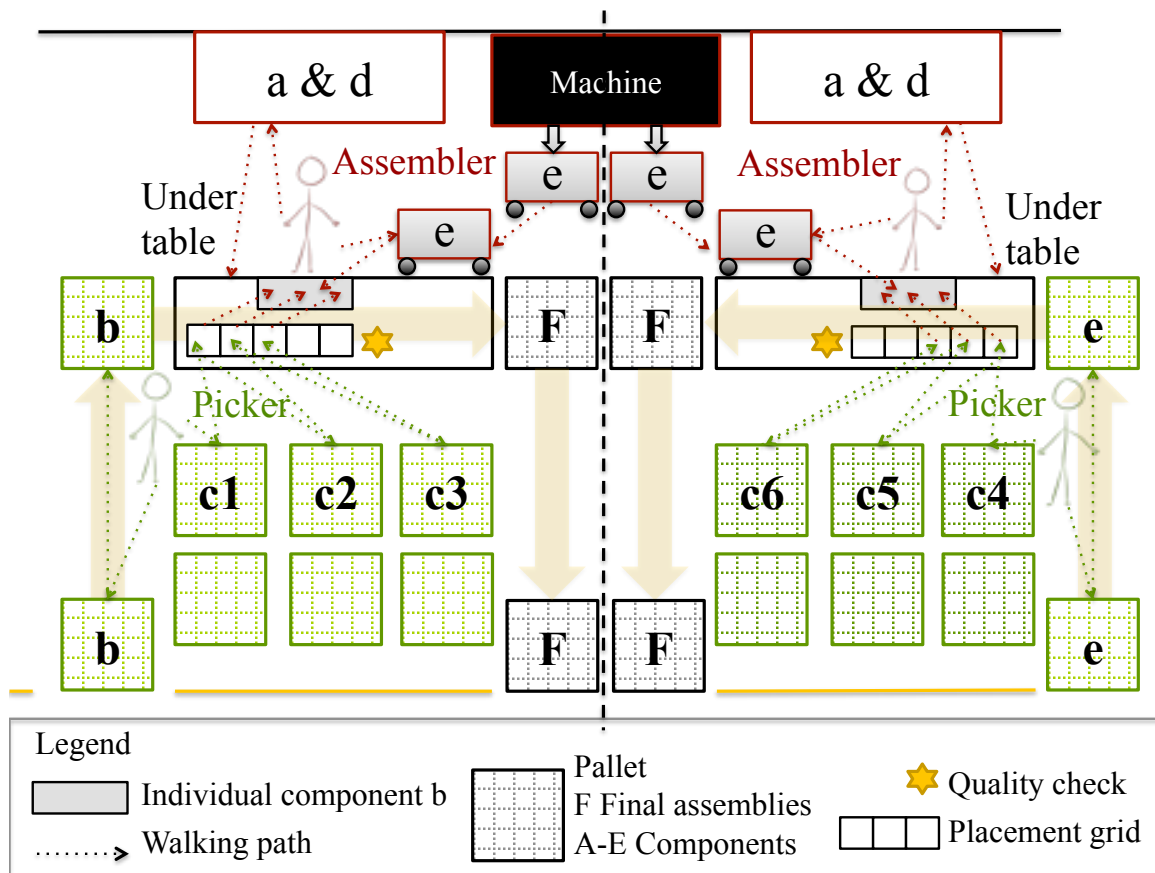 a & d
Machine
a & d
Assembler
e
e
Assembler
Under
table
e
e
Under
table
b
F
F
e
Picker
Picker
c1
c2
c3
c6
c5
c4
b
F
F
e
Legend
Individual component b
Walking path
Pallet
F Final assemblies
A-E Components
Quality check
Placement grid